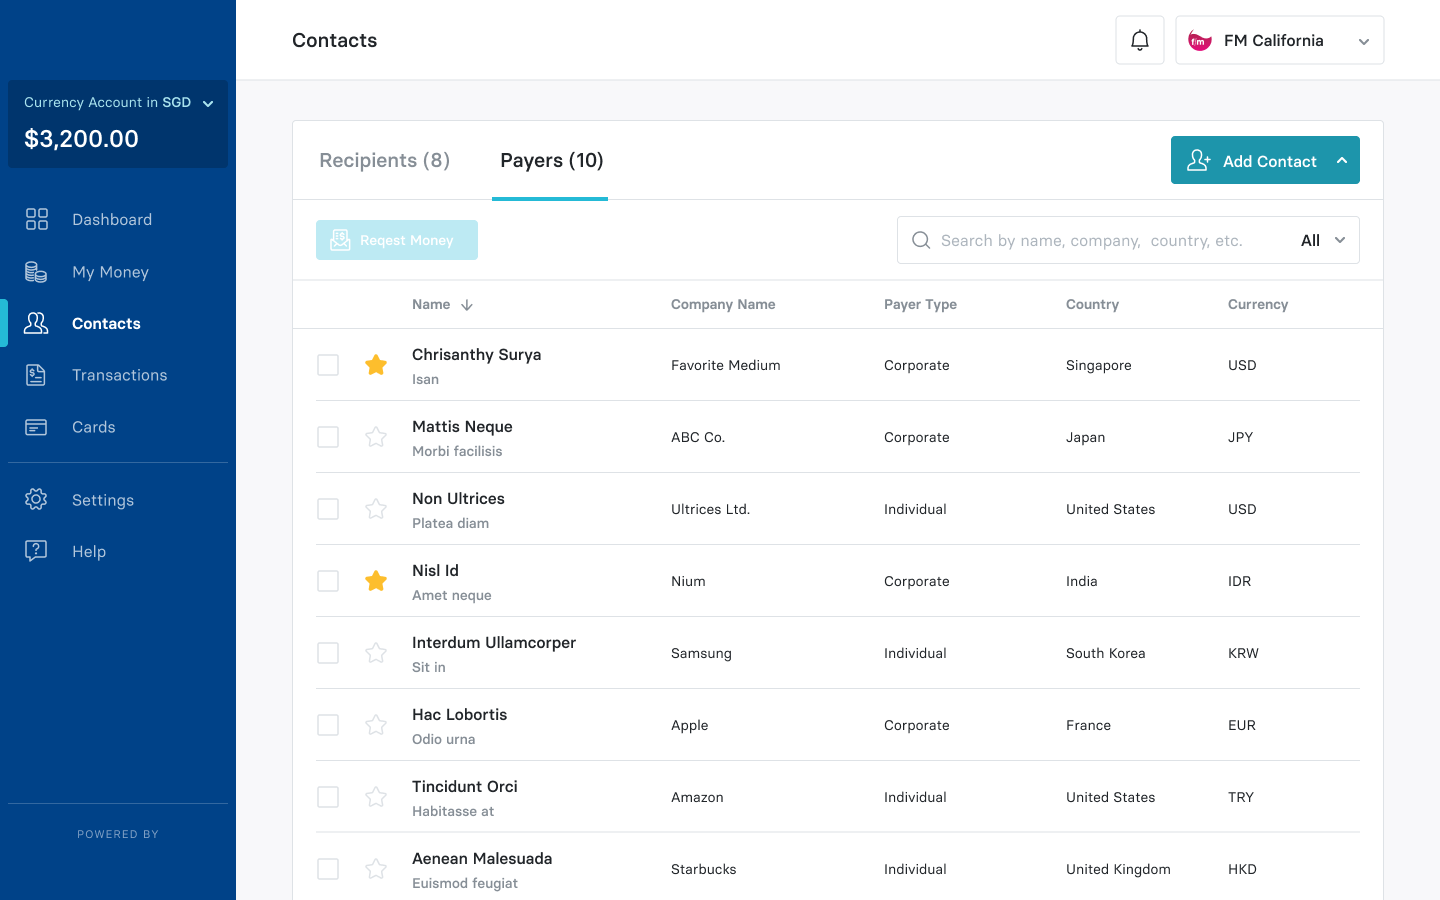 Contacts
fm
FM California
Currency Account in SGD
$3,200.00
Dashboard
My Money
Contacts
Transactions
Cards
Settings
Help
POWERED BY
Recipients (8)
Payers (10)
Add Contact
Reqest Money
Search by name, company, country, etc.
All
Name
Company Name
Payer Type
Country
Currency
Chrisanthy Surya
Isan
Favorite Medium
Corporate
Singapore
USD
Mattis Neque
Morbi facilisis
ABC Co.
Corporate
Japan
JPY
Non Ultrices
Platea diam
Ultrices Ltd.
Individual
United States
USD
Nisl Id
Amet neque
Nium
Corporate
India
IDR
Interdum Ullamcorper
Sit in
Samsung
Individual
South Korea
KRW
Hac Lobortis
Odio urna
Apple
Corporate
France
EUR
Tincidunt Orci
Habitasse at
Amazon
Individual
United States
TRY
Aenean Malesuada
Euismod feugiat
Starbucks
Individual
United Kingdom
HKD